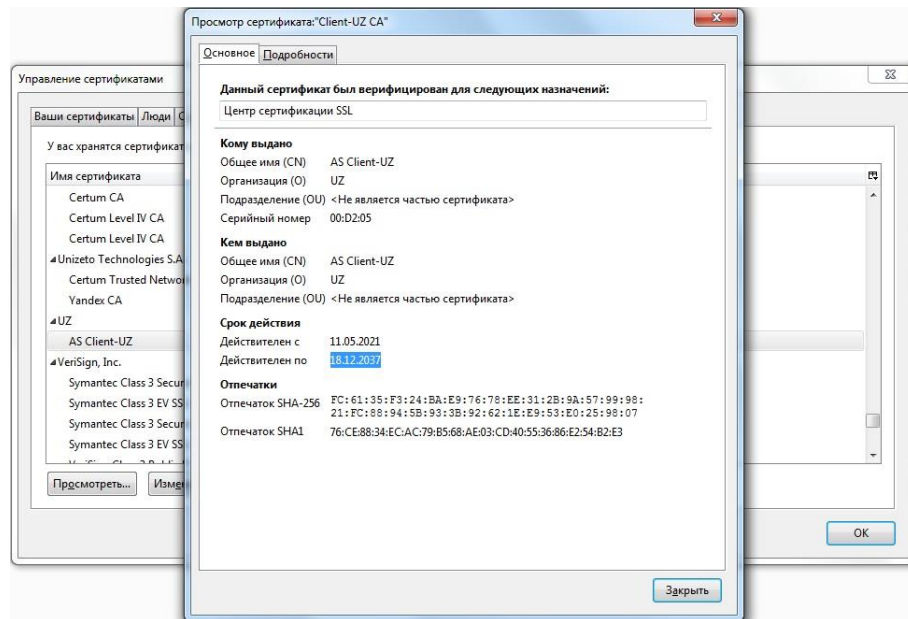 Просмотр сертификата:"Client-UZ CA"
Основное Подробности
Данный сертификат был верифицирован для следующих назначений:
Центр сертификации SSL
Кому выдано
Общее имя (CN) AS Client-UZ
Организация (O) UZ
Подразделение (OU) <Не является частью сертификата>
Серийный номер 00:D2:05
Кем выдано
Общее имя (CN) AS Client-UZ
Организация (O) UZ
Подразделение (OU) <Не является частью сертификата>
Срок действия
Действителен с 11.05.2021
Действителен по 18.12.2037
Отпечатки
Отпечаток SHA-256 FC:61:35:F3:24:BA:E9:76:78:EE:31:2B:9A:57:99:98:
21:FC:88:94:5B:93:3B:92:62:1E:E9:53:E0:25:98:07
Отпечаток SHA1 76:CE:88:34:EC:AC:79:B5:68:AE:03:CD:40:55:36:86:E2:54:B2:E3
Закрыть
Управление сертификатами
Ваши сертификаты Люди С
У вас хранятся сертификат
Имя сертификата
Certum CA
Certum Level IV CA
Certum Level IV CA
Unizeto Technologies S.A
Certum Trusted Netwo
Yandex CA
UZ
AS Client-UZ
VeriSign, Inc.
Symantec Class 3 Secur
Symantec Class 3 EV SS
Symantec Class 3 Secur
Symantec Class 3 EV SS
Просмотреть... Изме
OK